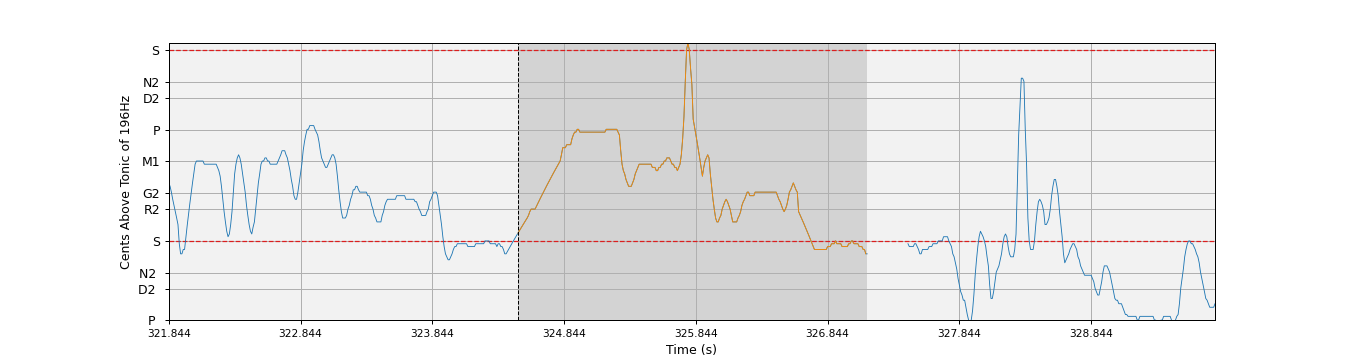 Cents Above Tonic of 196Hz
S
N2
D2
P
M1
G2
R2
S
N2
D2
P
321.844 322.844 323.844 324.844 325.844 326.844 327.844 328.844
Time (s)